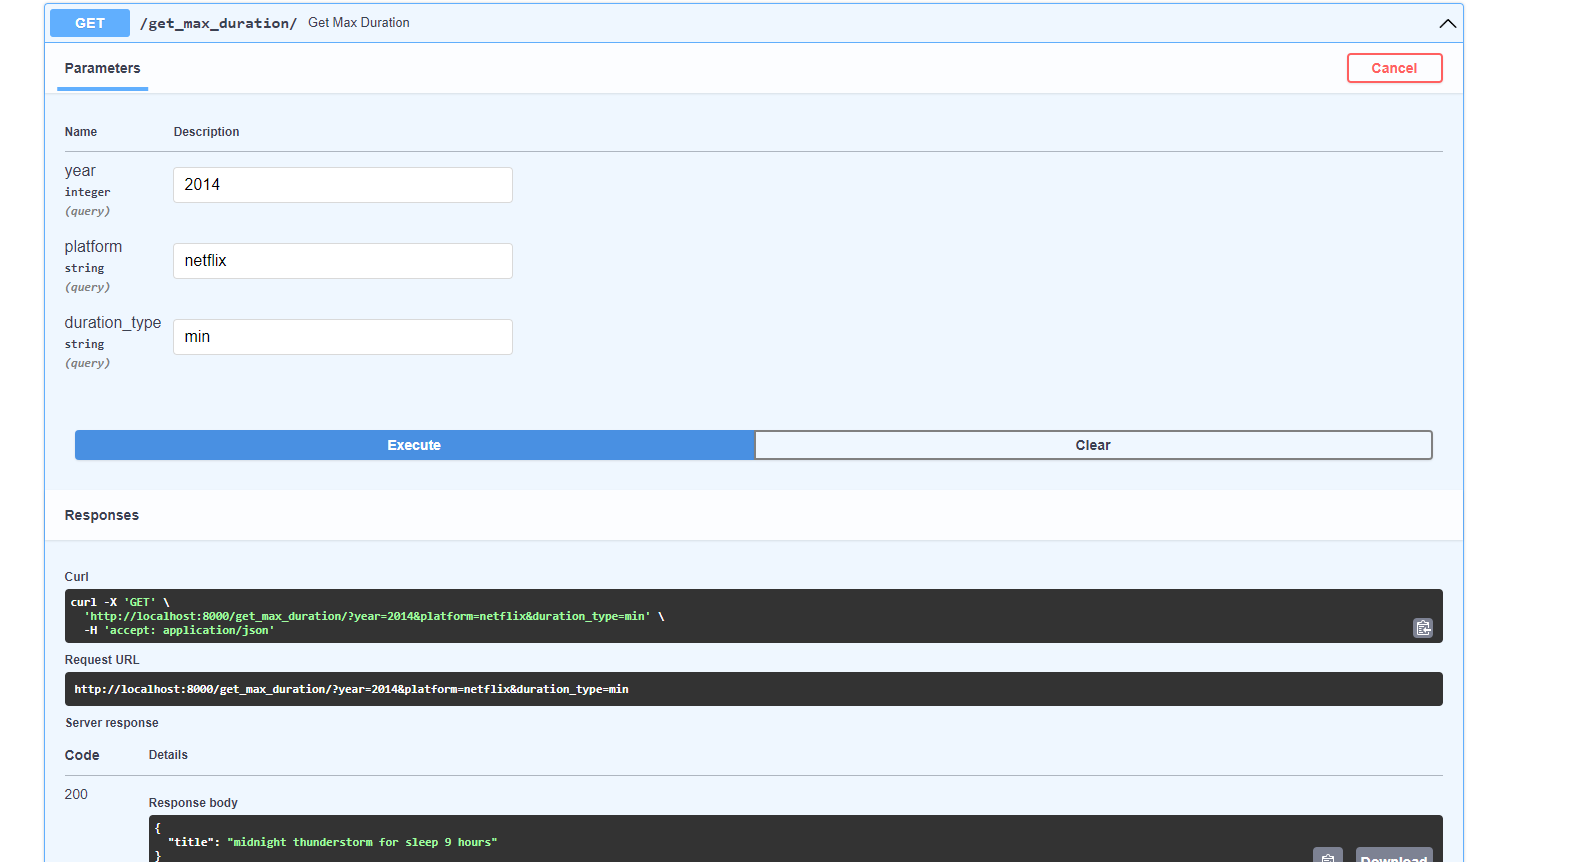 GET /get_max_duration/ Get Max Duration
Parameters
Cancel
Name Description
year
integer
(query)
2014
platform
string
(query)
netflix
duration_type
string
(query)
min
Execute Clear
Responses
Curl
curl -X 'GET' \
'http://localhost:8000/get_max_duration/?year=2014&platform=netflix&duration_type=min' \
-H 'accept: application/json'
Request URL
http://localhost:8000/get_max_duration/?year=2014&platform=netflix&duration_type=min
Server response
Code Details
200
Response body
{
"title": "midnight thunderstorm for sleep 9 hours"
}
Download